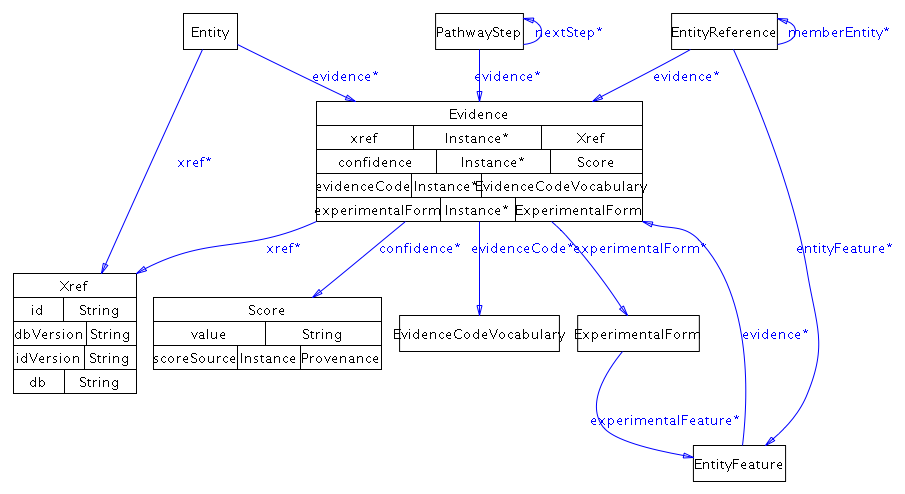 Entity
PathwayStep
nextStep*
EntityReference
memberEntity*
evidence*
evidence*
evidence*
Evidence
xref Instance* Xref
confidence Instance* Score
evidenceCode Instance* EvidenceCodeVocabulary
experimentalForm Instance* ExperimentalForm
xref*
xref*
confidence*
evidenceCode*
experimentalForm*
entityFeature*
Xref
id String
dbVersion String
idVersion String
db String
Score
value String
scoreSource Instance Provenance
EvidenceCodeVocabulary
ExperimentalForm
evidence*
experimentalFeature*
EntityFeature